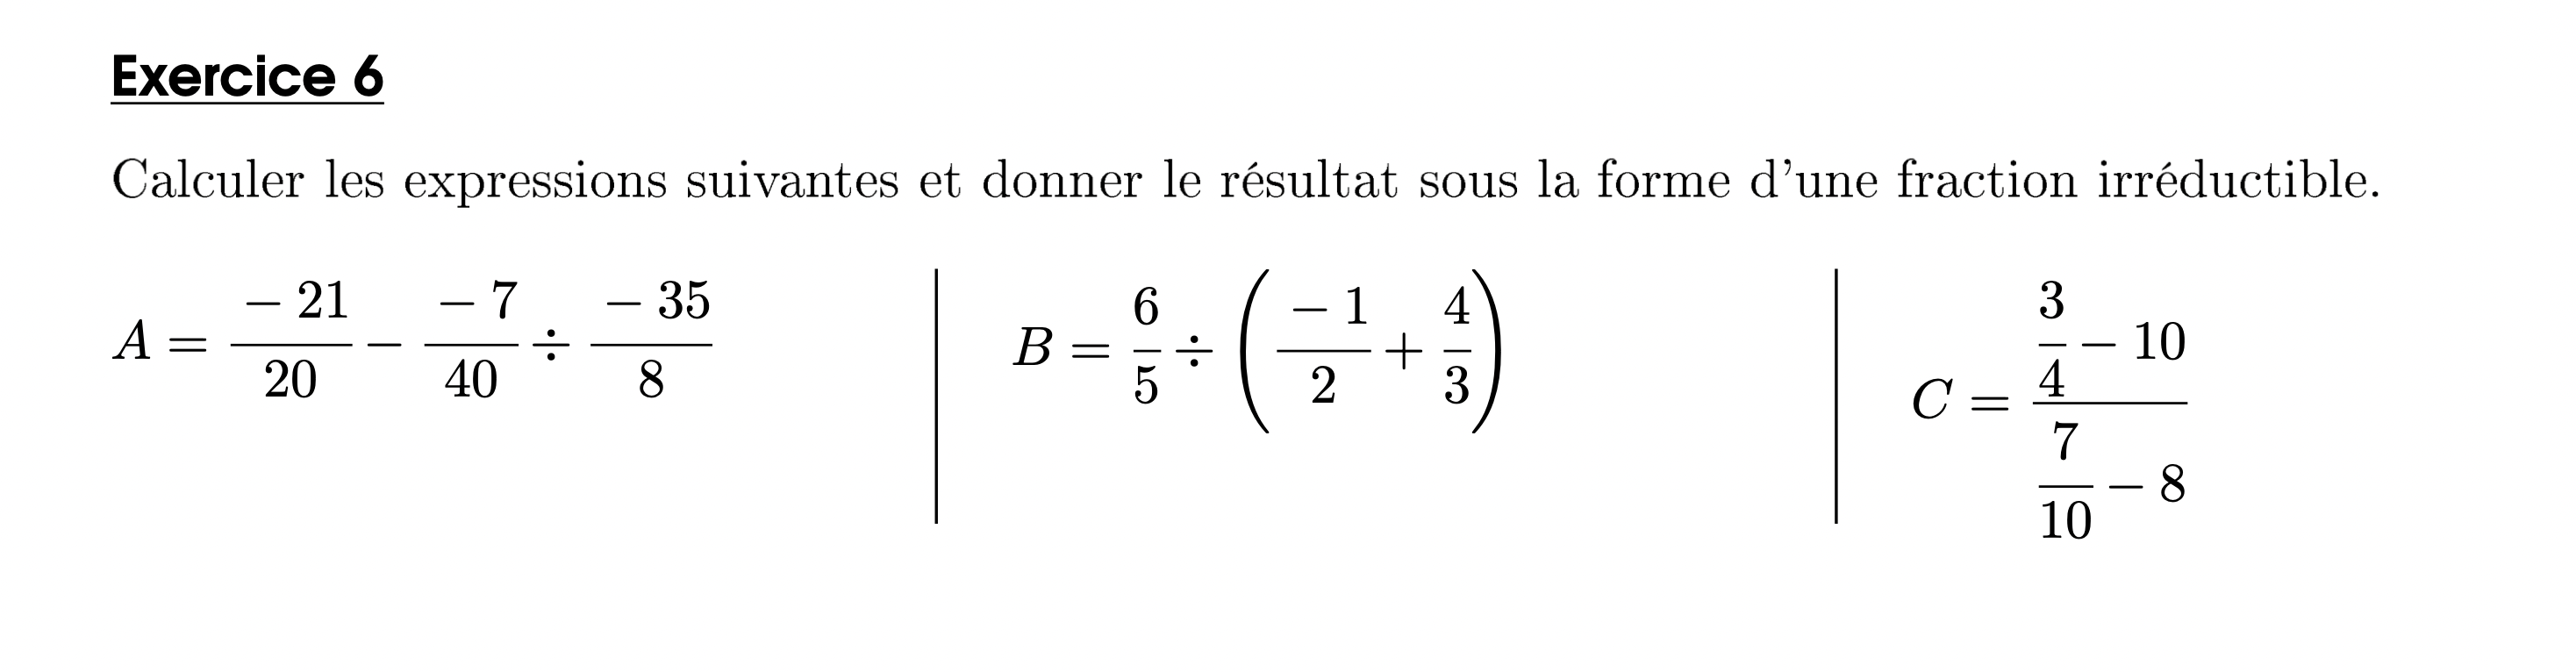 Exercice 6
Calculer les expressions suivantes et donner le résultat sous la forme d'une fraction irréductible.
A = \frac{-21}{20} - \frac{-7}{40} ÷ \frac{-35}{8}
B = \frac{6}{5} ÷ \left( \frac{-1}{2} + \frac{4}{3} \right)
C = \frac{\frac{3}{4} - 10}{\frac{7}{10} - 8}